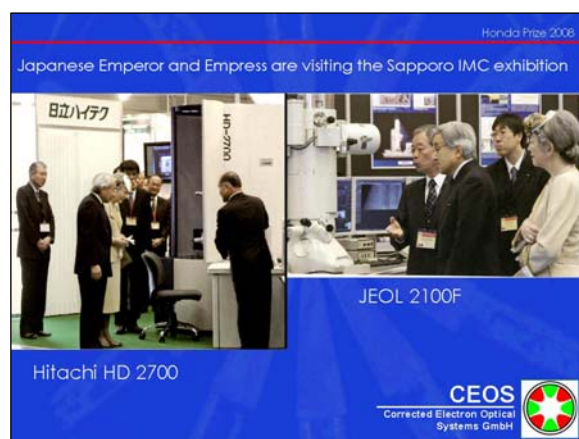 Honda Prize 2008
Japanese Emperor and Empress are visiting the Sapporo IMC exhibition
日立ハイテク
HD-2700
JEOL 2100F
Hitachi HD 2700
CEOS
Corrected Electron Optical
Systems GmbH